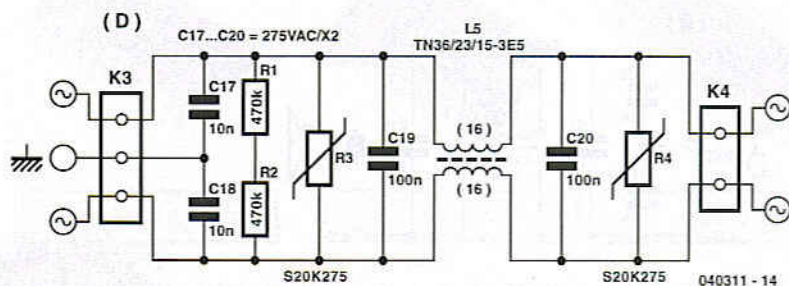 (D)
C17...C20 = 275VAC/X2
L5
TN36/23/15-3E5
K3
C17
10n
R1
470k
R2
470k
C18
10n
R3
C19
100n
(16)
(16)
C20
100n
R4
K4
S20K275
S20K275
040311 - 14